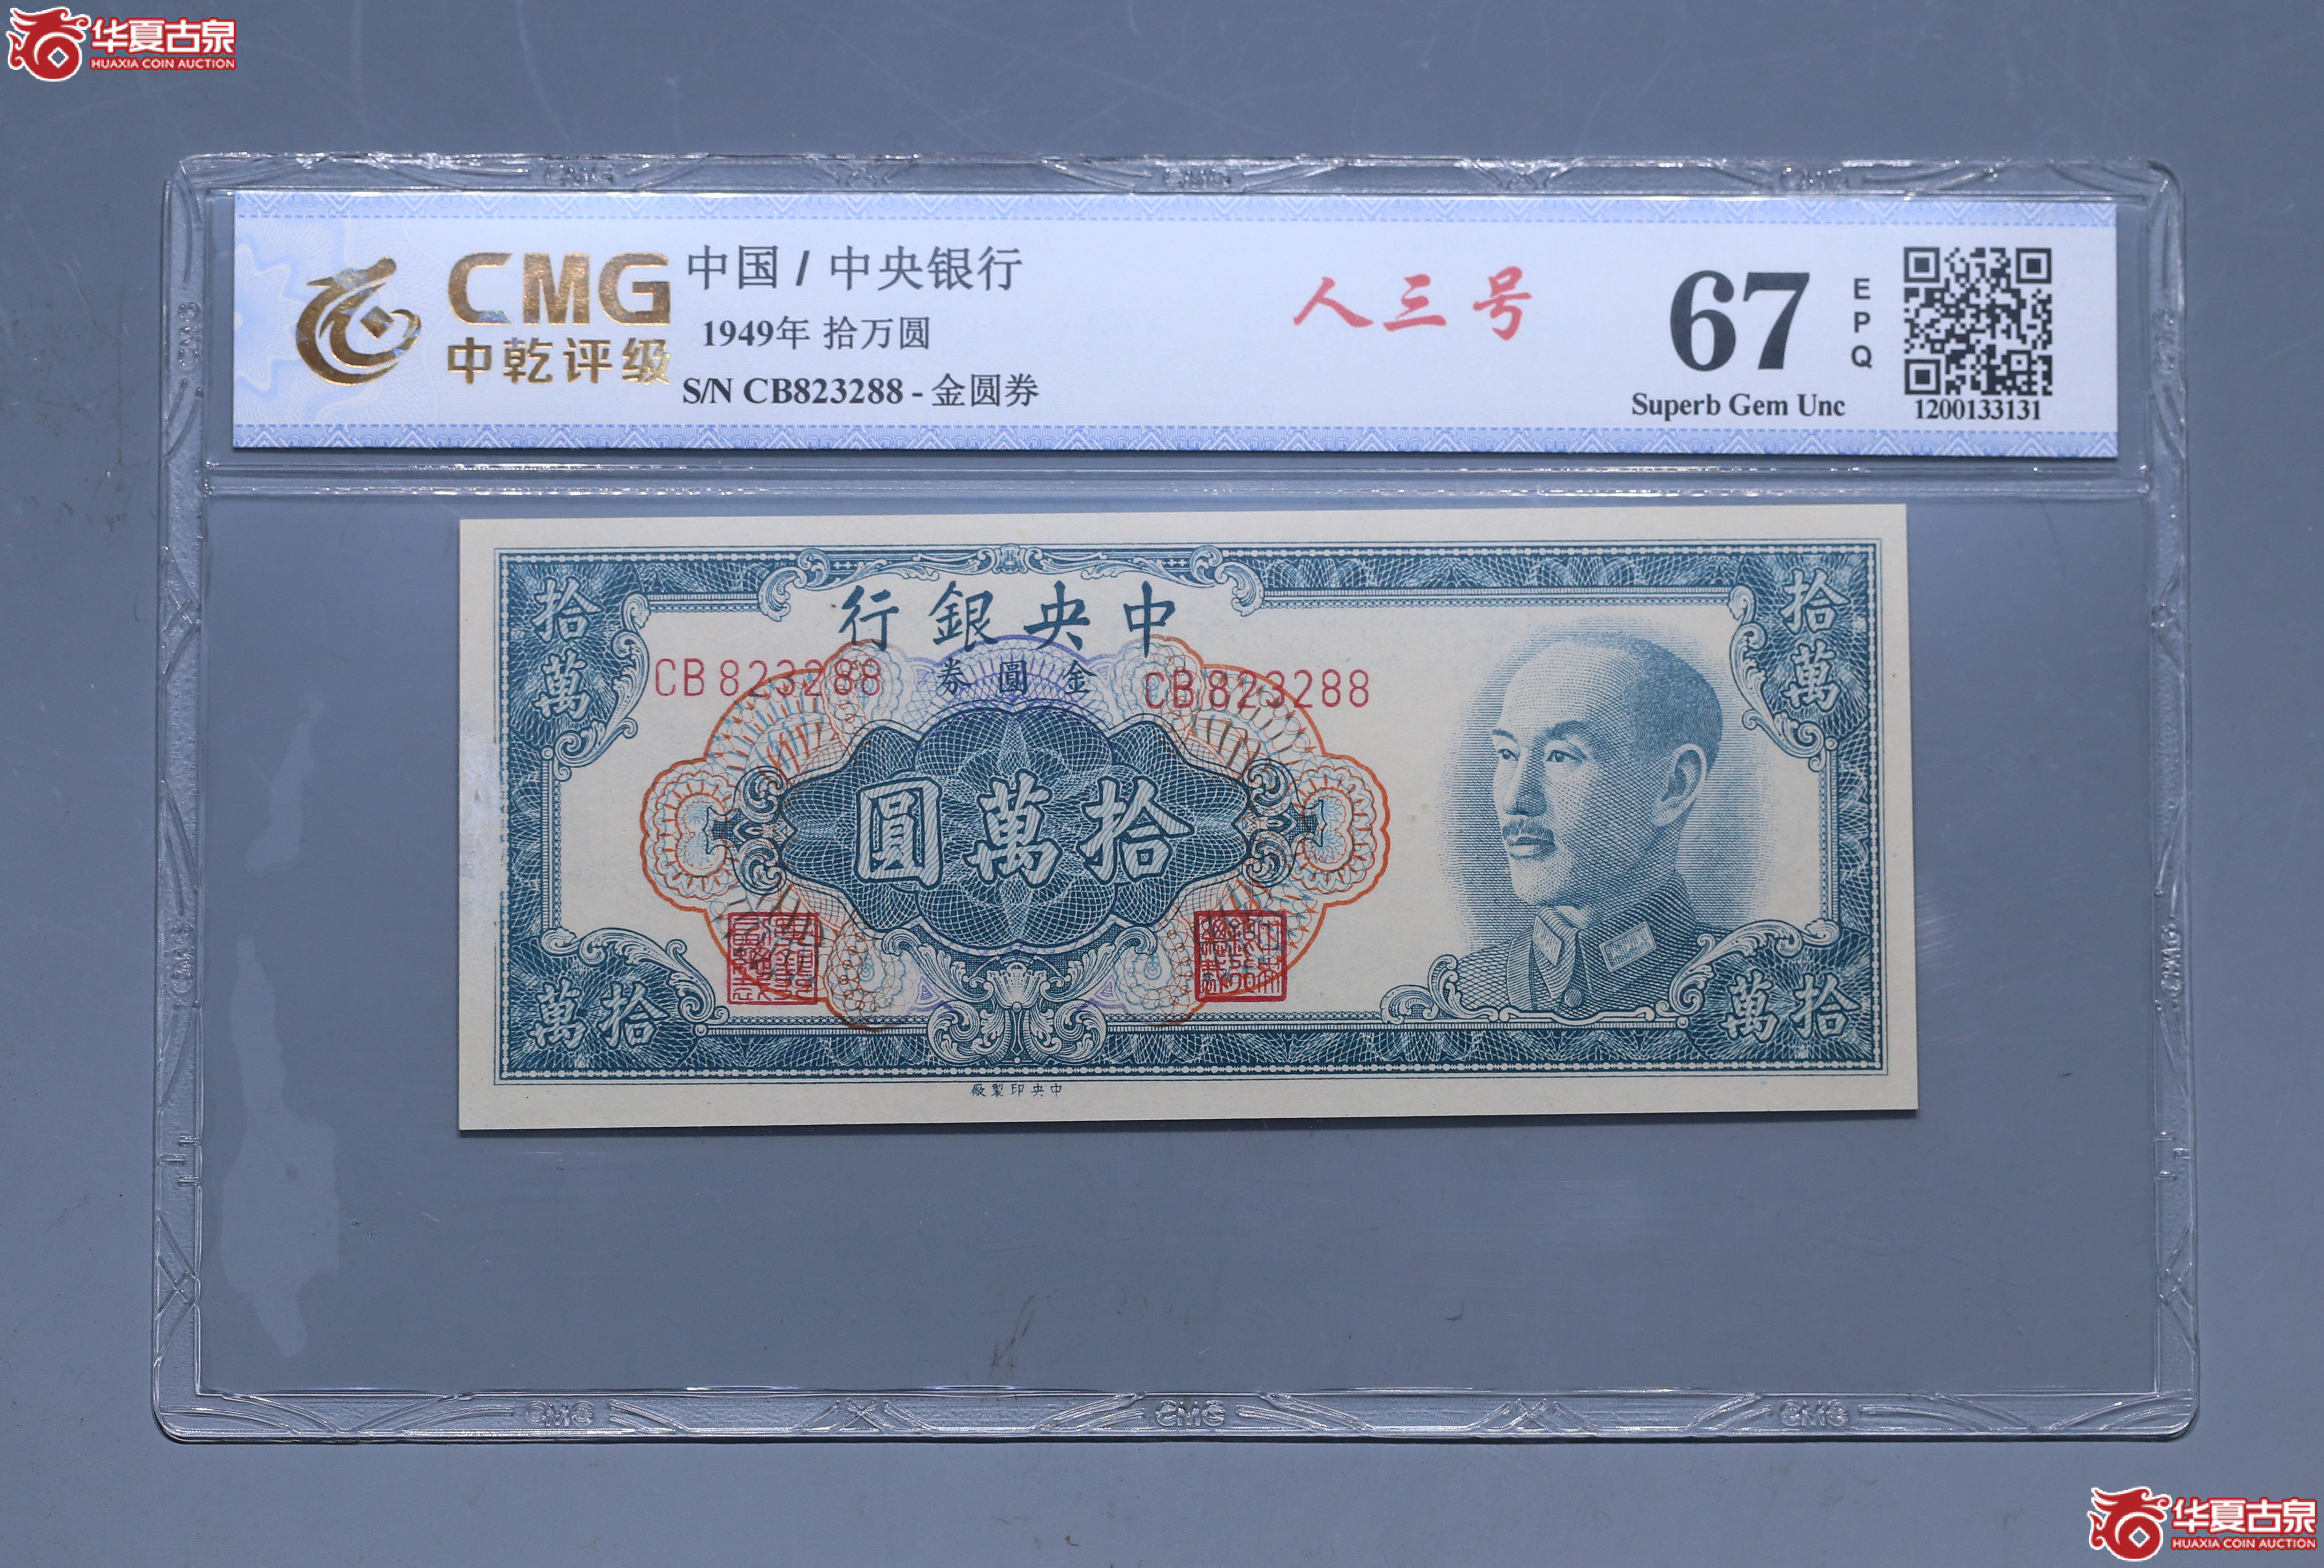 华夏古泉
HUAXIA COIN AUCTION
CMG
中乾评级
中国 / 中央银行
1949年 拾万圆
S/N CB823288 - 金圆券
人三号
67
EPQ
Superb Gem Unc
1200133131
拾萬
行銀央中
拾萬
CB823288
券圓金
CB823288
圓萬拾
萬拾
萬拾
廠製印央中
CMG
CMG
CMG
华夏古泉
HUAXIA COIN AUCTION